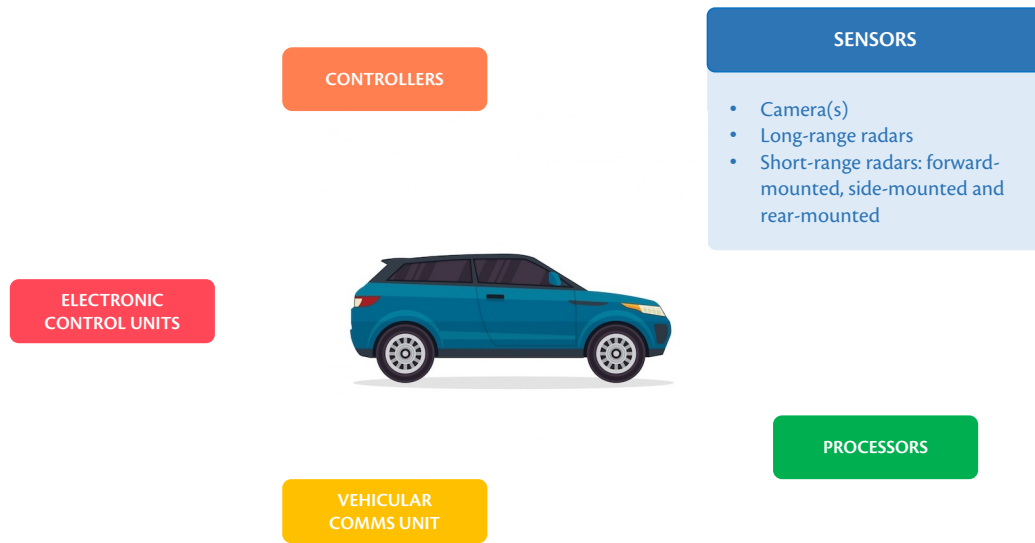 SENSORS
CONTROLLERS
• Camera(s)
• Long-range radars
• Short-range radars: forward-
mounted, side-mounted and
rear-mounted
ELECTRONIC
CONTROL UNITS
PROCESSORS
VEHICULAR
COMMS UNIT